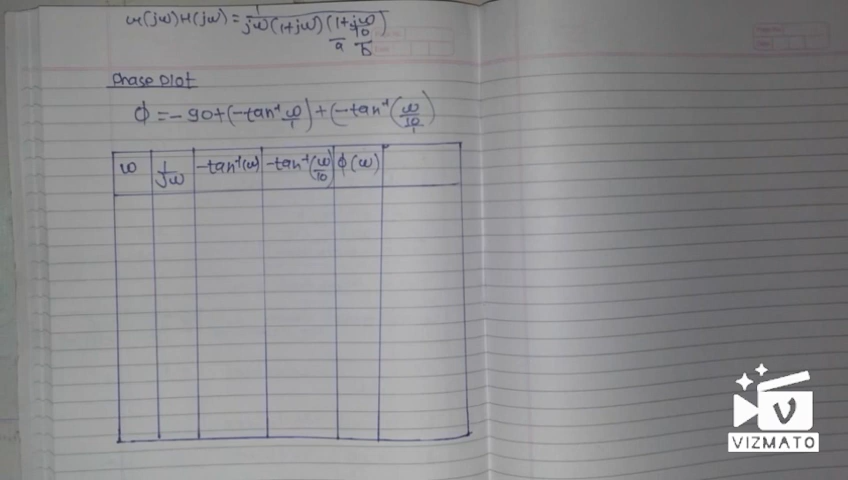 G(jω)H(jω) = 1/jω(1+jω)(1+jω/10)
a b
Phase Plot
Φ = - 90 + (-tan⁻¹ ω/1) + (-tan⁻¹ (ω/10)
ω 1/jω -tan⁻¹(ω) -tan⁻¹(ω/10) Φ(ω)
VIZMATO